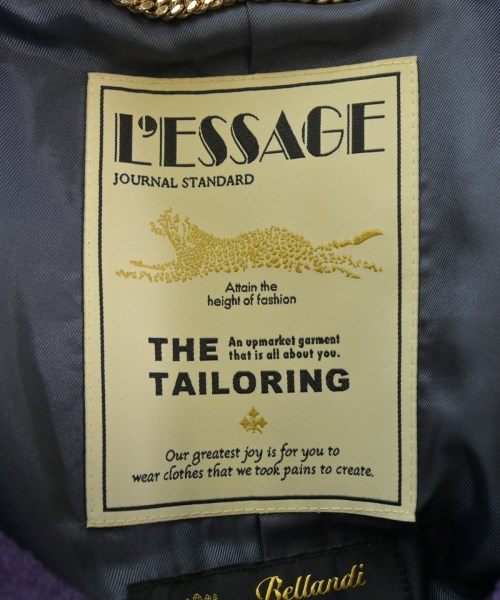 L'ESSAGE
JOURNAL STANDARD
Attain the
height of fashion
THE An upmarket garment
that is all about you.
TAILORING
Our greatest joy is for you to
wear clothes that we took pains to create.
Bellandi